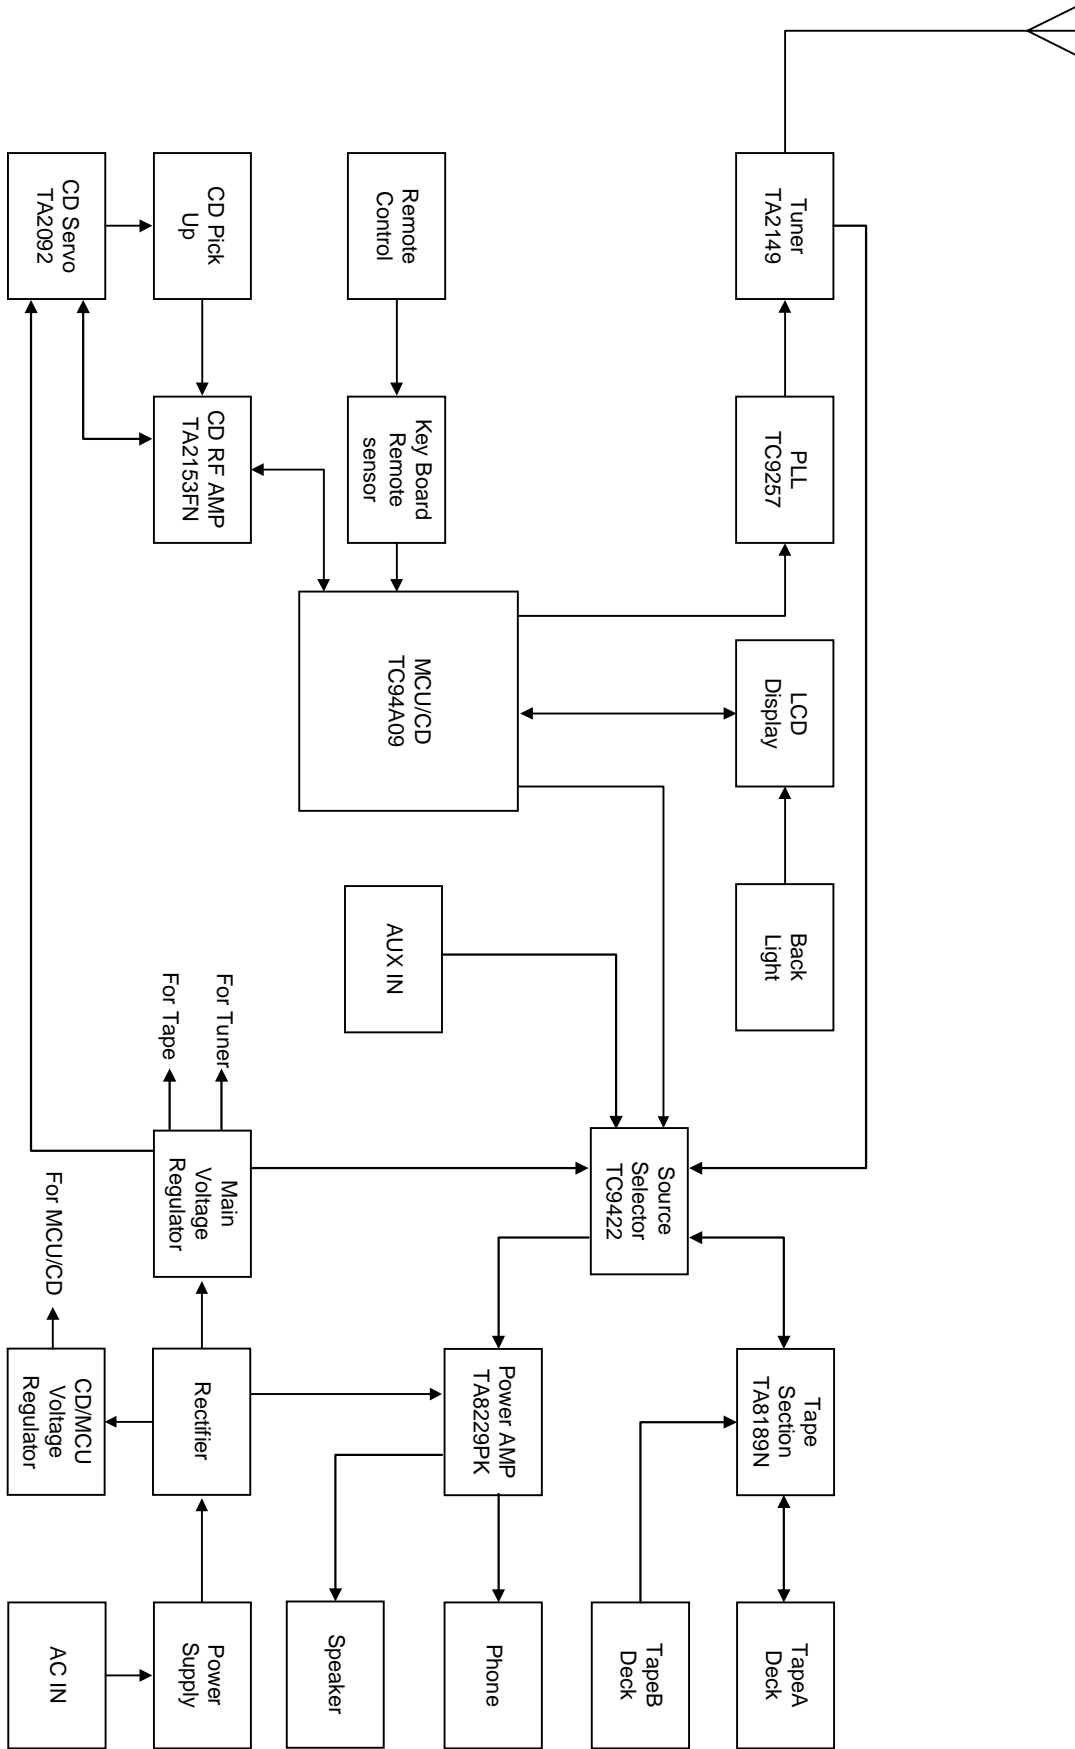 Tuner
TA2149
PLL
TC9257
LCD
Display
Back
Light
Tape
Section
TA8189N
TapeA
Deck
Source
Selector
TC9422
TapeB
Deck
Remote
Control
Key Board
Remote
sensor
MCU/CD
TC94A09
AUX IN
Power AMP
TA8229PK
Phone
Speaker
CD Pick
Up
CD RF AMP
TA2153FN
For Tuner
For Tape
Main
Voltage
Regulator
Rectifier
Power
Supply
CD Servo
TA2092
For MCU/CD
CD/MCU
Voltage
Regulator
AC IN